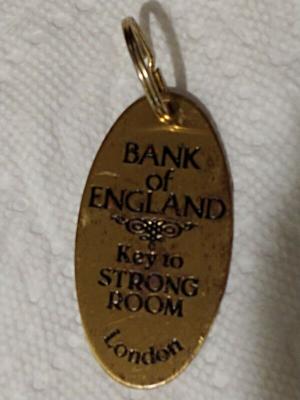 BANK
of
ENGLAND
Key to
STRONG
ROOM
London